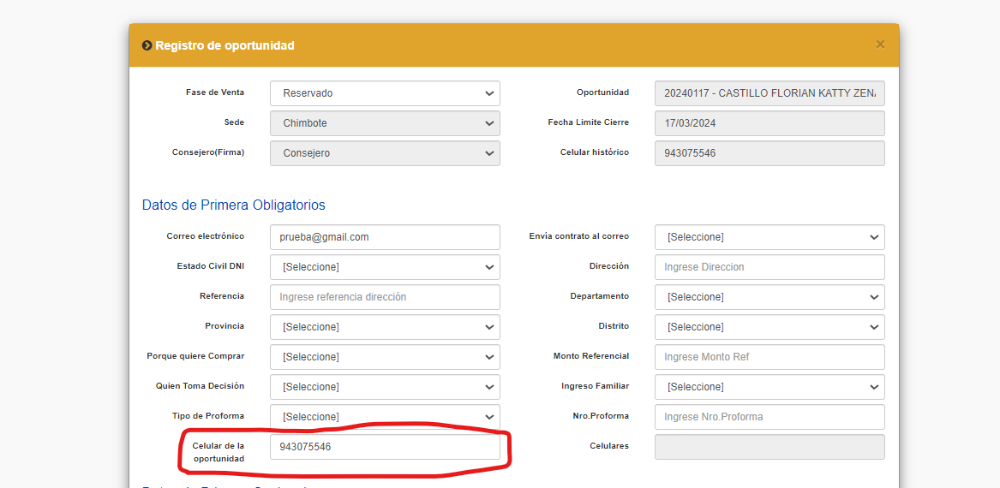 Registro de oportunidad
×
Fase de Venta Reservado Oportunidad 20240117 - CASTILLO FLORIAN KATTY ZEN
Sede Chimbote Fecha Limite Cierre 17/03/2024
Consejero(Firma) Consejero Celular histórico 943075546
Datos de Primera Obligatorios
Correo electrónico prueba@gmail.com Envía contrato al correo [Seleccione]
Estado Civil DNI [Seleccione] Dirección Ingrese Direccion
Referencia Ingrese referencia dirección Departamento [Seleccione]
Provincia [Seleccione] Distrito [Seleccione]
Porque quiere Comprar [Seleccione] Monto Referencial Ingrese Monto Ref
Quien Toma Decisión [Seleccione] Ingreso Familiar [Seleccione]
Tipo de Proforma [Seleccione] Nro.Proforma Ingrese Nro.Proforma
Celular de la oportunidad 943075546 Celulares